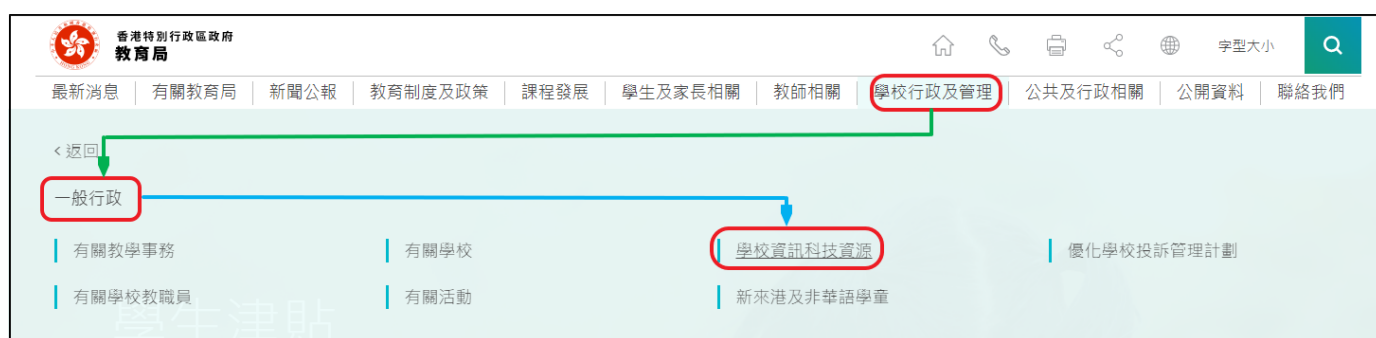 香港特別行政區政府
教育局
字型大小
最新消息 有關教育局 新聞公報 教育制度及政策 課程發展 學生及家長相關 教師相關 學校行政及管理 公共及行政相關 公開資料 聯絡我們
<返回
一般行政
有關教學事務 有關學校 學校資訊科技資源 優化學校投訴管理計劃
有關學校教職員 有關活動 新來港及非華語學童
學生津貼